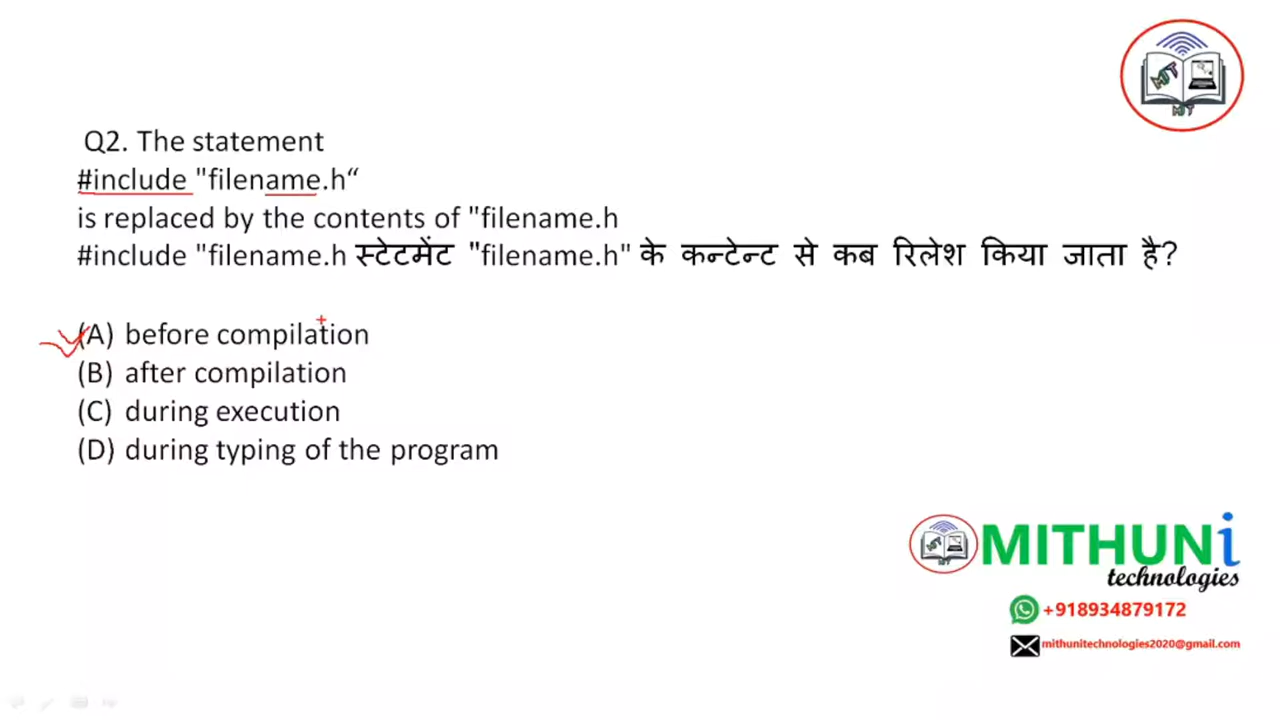 Q2. The statement
#include "filename.h“
is replaced by the contents of "filename.h
#include "filename.h स्टेटमेंट "filename.h" के कन्टेन्ट से कब रिलेश किया जाता है?
(A) before compilation
(B) after compilation
(C) during execution
(D) during typing of the program
MIT
MITHUNi
technologies
+918934879172
mithunitechnologies2020@gmail.com